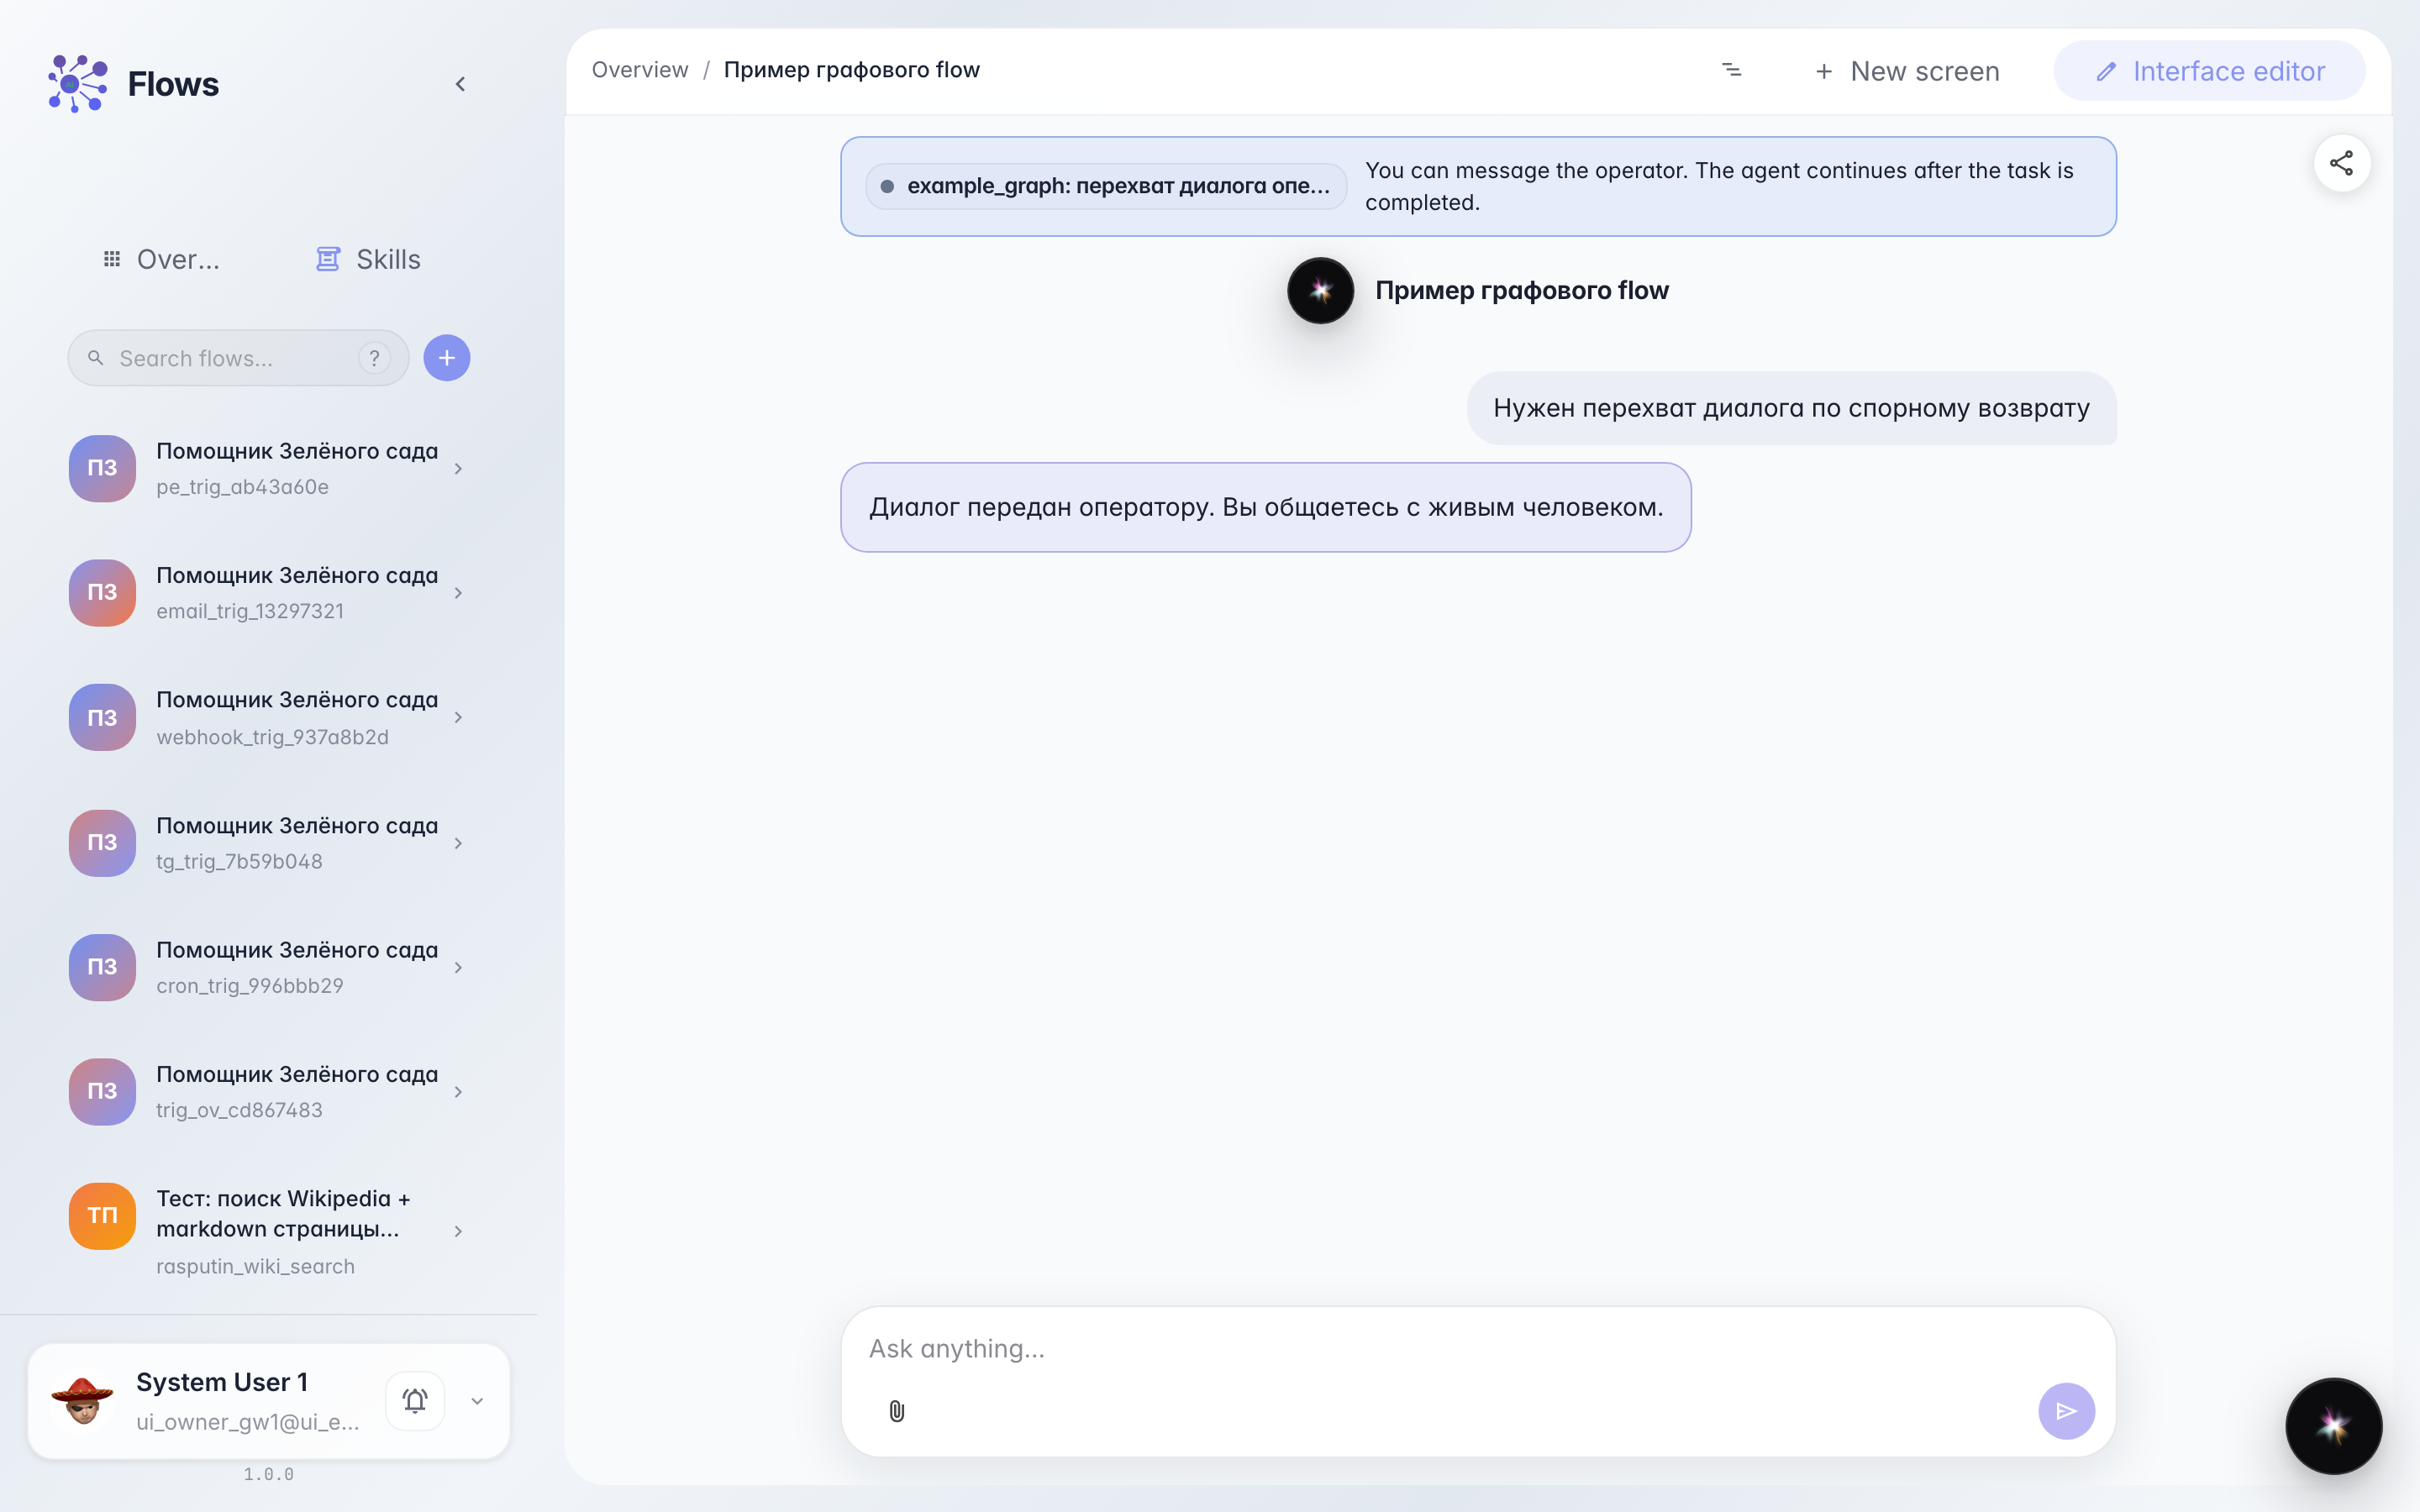 Flows
Over...
Skills
Search flows...
?
ПЗ
Помощник Зелёного сада
pe_trig_ab43a60e
ПЗ
Помощник Зелёного сада
email_trig_13297321
ПЗ
Помощник Зелёного сада
webhook_trig_937a8b2d
ПЗ
Помощник Зелёного сада
tg_trig_7b59b048
ПЗ
Помощник Зелёного сада
cron_trig_996bbb29
ПЗ
Помощник Зелёного сада
trig_ov_cd867483
ТП
Тест: поиск Wikipedia +
markdown страницы...
rasputin_wiki_search
System User 1
ui_owner_gw1@ui_e...
1.0.0
Overview / Пример графового flow
New screen
Interface editor
example_graph: перехват диалога опе...
You can message the operator. The agent continues after the task is
completed.
Пример графового flow
Нужен перехват диалога по спорному возврату
Диалог передан оператору. Вы общаетесь с живым человеком.
Ask anything...